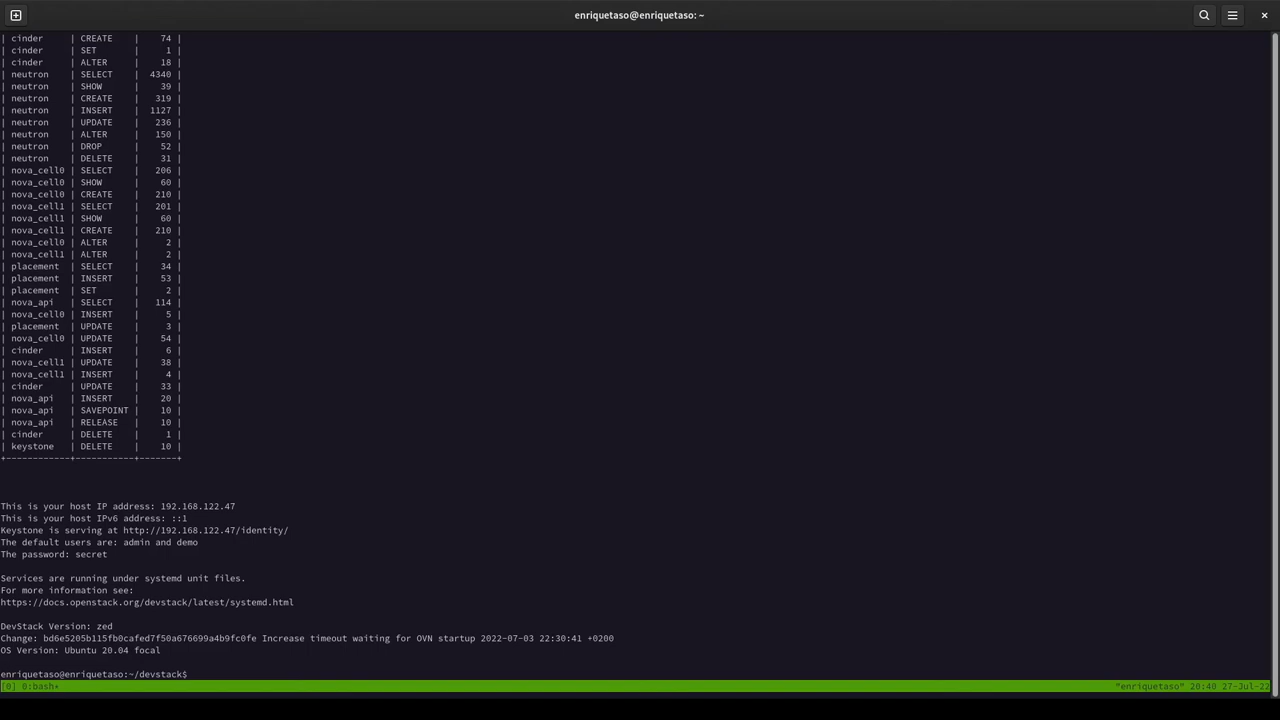 enriquetaso@enriquetaso: ~
| cinder     | CREATE    |    74 |
| cinder     | SET       |     1 |
| cinder     | ALTER     |    18 |
| neutron    | SELECT    |  4340 |
| neutron    | SHOW      |    39 |
| neutron    | CREATE    |   319 |
| neutron    | INSERT    |  1127 |
| neutron    | UPDATE    |   236 |
| neutron    | ALTER     |   150 |
| neutron    | DROP      |    52 |
| neutron    | DELETE    |    31 |
| nova_cell0 | SELECT    |   206 |
| nova_cell0 | SHOW      |    60 |
| nova_cell0 | CREATE    |   210 |
| nova_cell1 | SELECT    |   201 |
| nova_cell1 | SHOW      |    60 |
| nova_cell1 | CREATE    |   210 |
| nova_cell0 | ALTER     |     2 |
| nova_cell1 | ALTER     |     2 |
| placement  | SELECT    |    34 |
| placement  | INSERT    |    53 |
| placement  | SET       |     2 |
| nova_api   | SELECT    |   114 |
| nova_cell0 | INSERT    |     5 |
| placement  | UPDATE    |     3 |
| nova_cell0 | UPDATE    |    54 |
| cinder     | INSERT    |     6 |
| nova_cell1 | UPDATE    |    38 |
| nova_cell1 | INSERT    |     4 |
| cinder     | UPDATE    |    33 |
| nova_api   | INSERT    |    20 |
| nova_api   | SAVEPOINT |    10 |
| nova_api   | RELEASE   |    10 |
| cinder     | DELETE    |     1 |
| keystone   | DELETE    |    10 |
+------------+-----------+-------+
This is your host IP address: 192.168.122.47
This is your host IPv6 address: ::1
Keystone is serving at http://192.168.122.47/identity/
The default users are: admin and demo
The password: secret
Services are running under systemd unit files.
For more information see:
https://docs.openstack.org/devstack/latest/systemd.html
DevStack Version: zed
Change: bd6e5205b115fb0cafed7f50a676699a4b9fc0fe Increase timeout waiting for OVN startup 2022-07-03 22:30:41 +0200
OS Version: Ubuntu 20.04 focal
enriquetaso@enriquetaso:~/devstack$
[0] 0:bash* "enriquetaso" 20:40 27-Jul-22